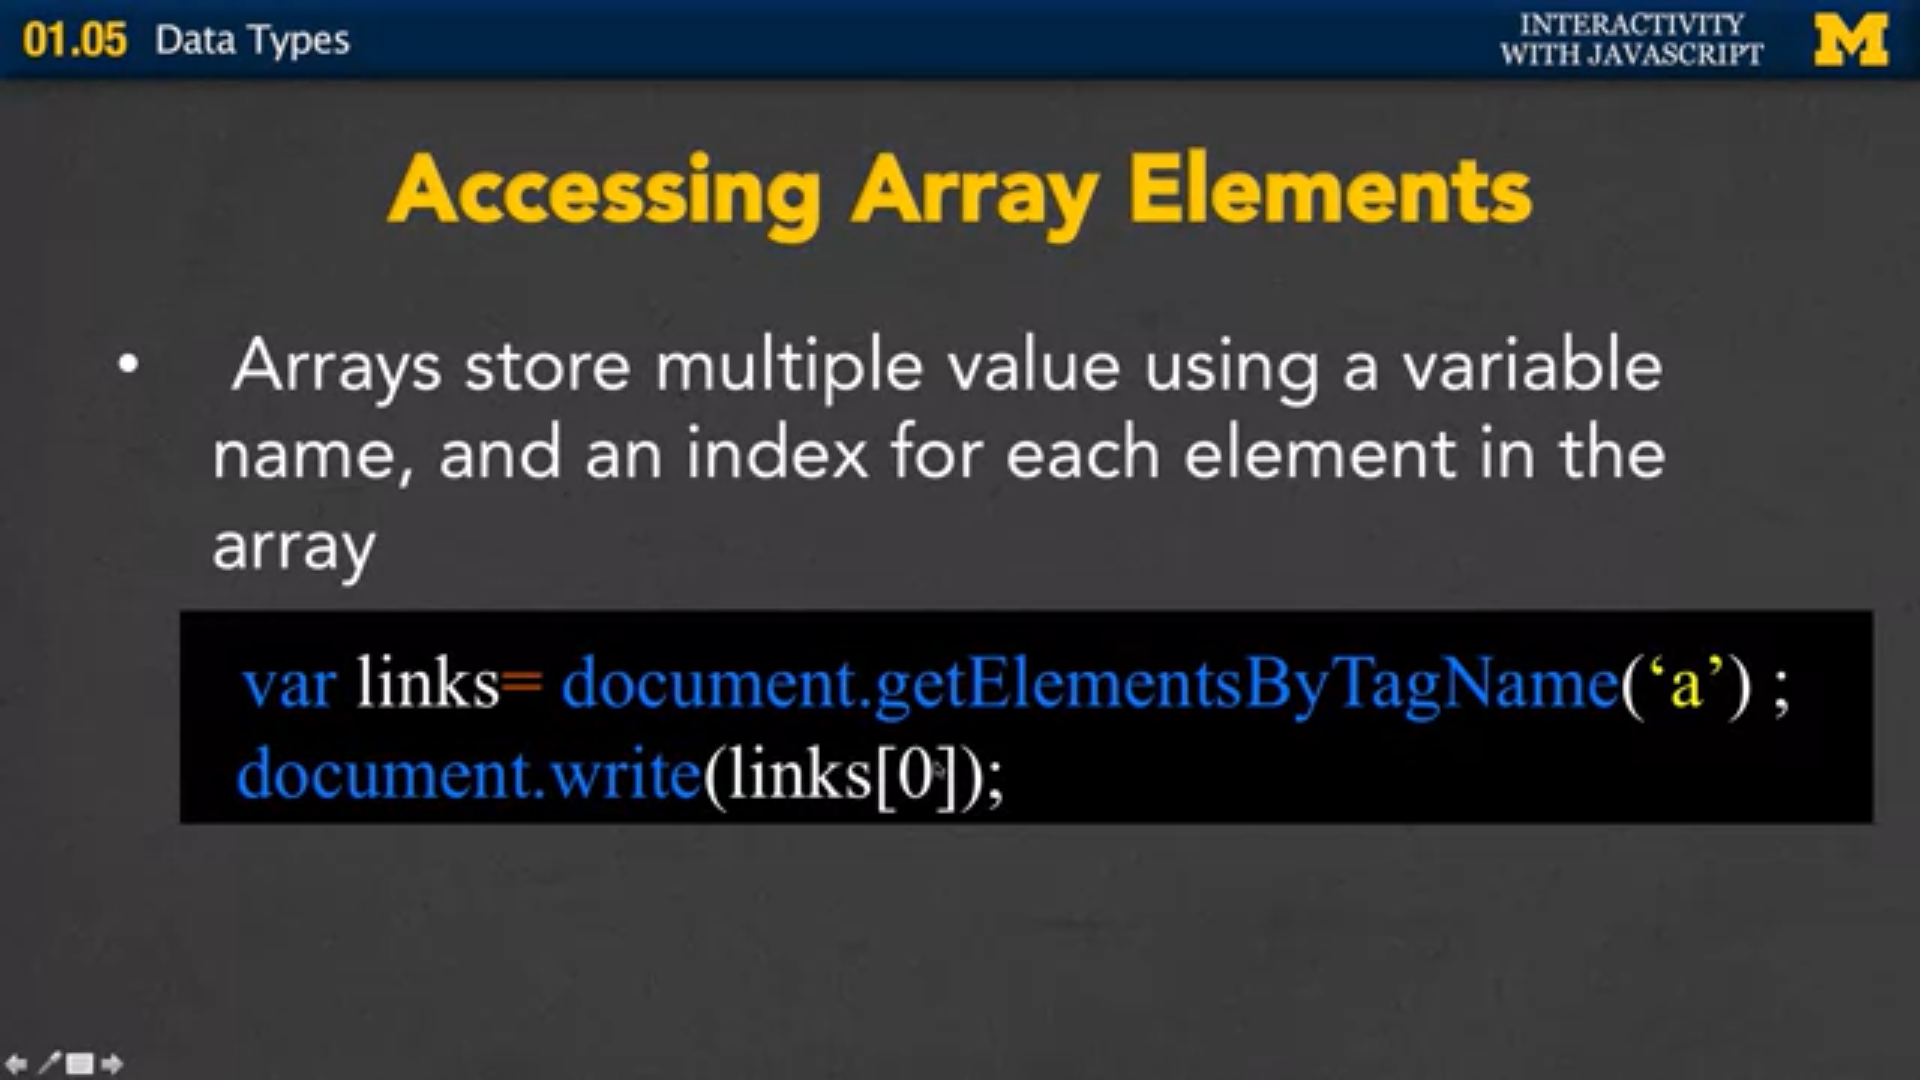 01.05 Data Types
INTERACTIVITY
WITH JAVASCRIPT
M
Accessing Array Elements
• Arrays store multiple value using a variable
name, and an index for each element in the
array
var links= document.getElementsByTagName(‘a’) ;
document.write(links[0]);